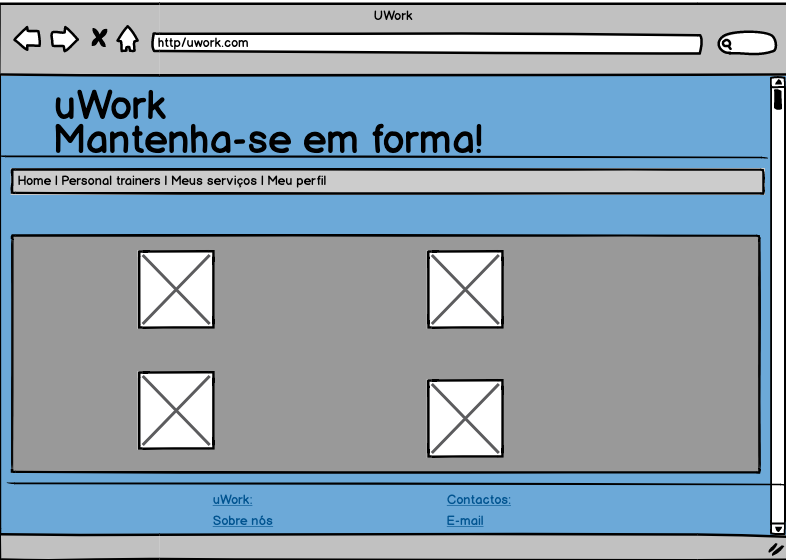 UWork
http/uwork.com
uWork
Mantenha-se em forma!
Home | Personal trainers | Meus serviços | Meu perfil
uWork: Contactos:
Sobre nós E-mail